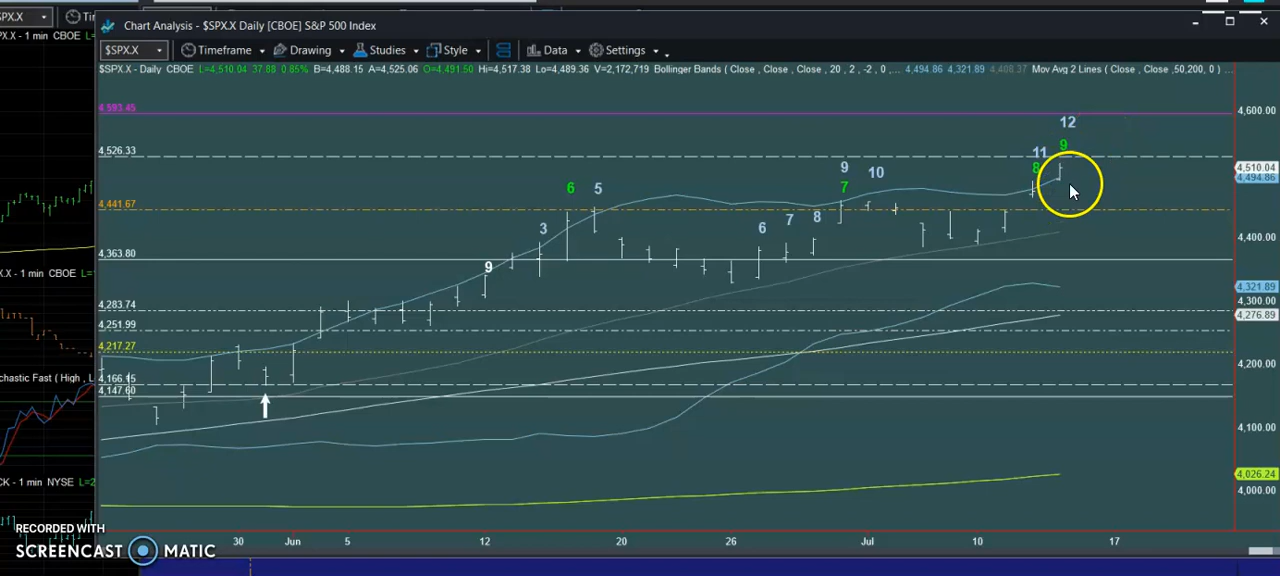 $PX.X
Tim
PX.X - 1 min CBOE L=
Chart Analysis - $SPX.X Daily [CBOE] S&P 500 Index
$SPX.X Timeframe Drawing Studies Style Data Settings
$SPX.X - Daily CBOE L=4,510.04 37.88 0.85% B=4,488.15 A=4,525.06 O=4,491.50 Hi=4,517.38 Lo=4,489.36 V=2,172,719 Bollinger Bands ( Close , Close , Close , 20 , 2 , -2 , 0 , ... 4,494.86 4,321.89 4,408.37 Mov Avg 2 Lines ( Close , Close ,50,200, 0 ) ...
4,593.45
4,600.00
12
4,526.33
11
9
8
4,510.04
4,494.86
9
10
7
6
5
4,441.67
3
6
7
8
4,400.00
4,363.80
9
- 1 min CBOE L=
4,321.89
4,283.74
4,300.00
4,276.89
4,251.99
4,217.27
4,200.00
4,166.15
chastic Fast ( High , L
4,147.60
4,100.00
4,026.24
CK - 1 min NYSE L=2
4,000.00
RECORDED WITH
SCREENCAST MATIC
30 Jun 5 12 20 26 Jul 10 17